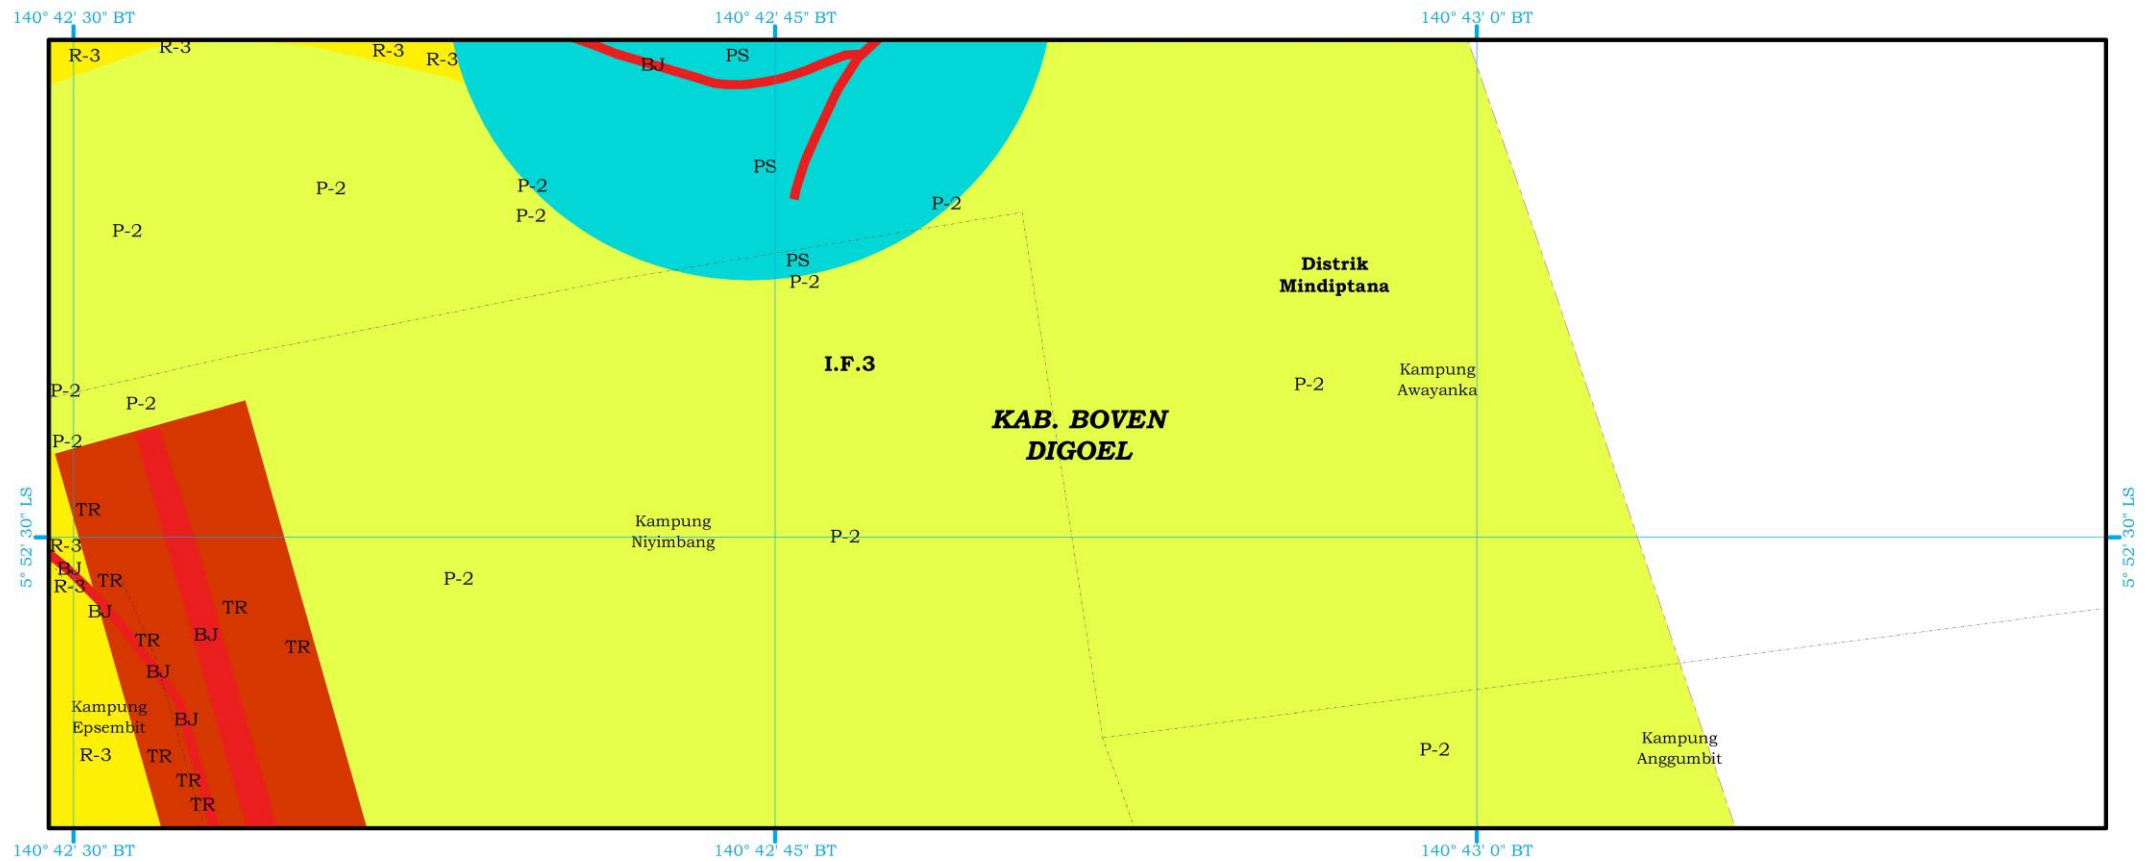 140° 42' 30" BT
140° 42' 45" BT
140° 43' 0" BT
R-3
R-3
R-3
R-3
BJ
PS
PS
P-2
P-2
P-2
P-2
P-2
PS
P-2
Distrik
Mindiptana
I.F.3
P-2
Kampung
Awayanka
P-2
P-2
P-2
KAB. BOVEN
DIGOEL
TR
5° 52' 30" LS
5° 52' 30" LS
Kampung
Niyimbang
P-2
R-3
BJ
R-3
TR
P-2
BJ
TR
TR
BJ
TR
BJ
Kampung
Epsembit
BJ
R-3
TR
TR
TR
P-2
Kampung
Anggumbit
140° 42' 30" BT
140° 42' 45" BT
140° 43' 0" BT